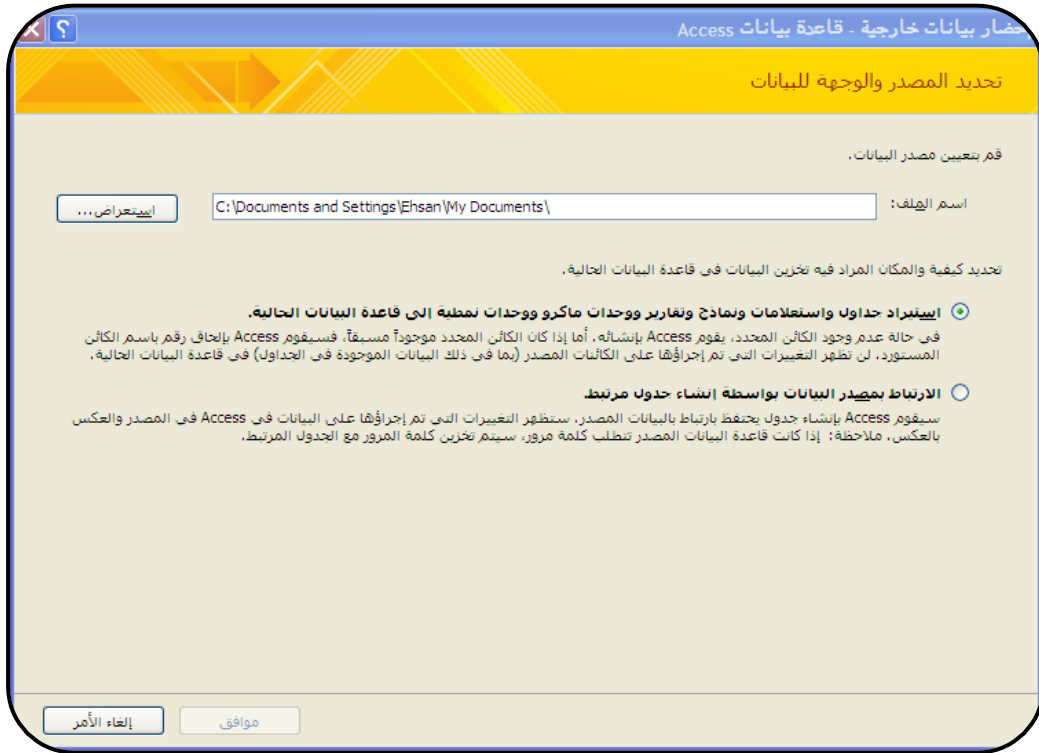 إحضار بيانات خارجية - قاعدة بيانات Access
تحديد المصدر والوجهة للبيانات
قم بتعيين مصدر البيانات.
اسم الملف:
C:\Documents and Settings\Ehsan\My Documents\
استعراض...
تحديد كيفية والمكان المراد فيه تخزين البيانات في قاعدة البيانات الحالية.
استيراد جداول واستعلامات ونماذج وتقارير ووحدات ماكرو ووحدات نمطية إلى قاعدة البيانات الحالية.
في حالة عدم وجود الكائن المحدد، يقوم Access بإنشائه. أما إذا كان الكائن المحدد موجوداً مسبقاً، فسيقوم Access بإلحاق رقم باسم الكائن
المستورد. لن تظهر التغييرات التي تم إجراؤها على الكائنات المصدر (بما في ذلك البيانات الموجودة في الجداول) في قاعدة البيانات الحالية.
الارتباط بمصدر البيانات بواسطة إنشاء جدول مرتبط.
سيقوم Access بإنشاء جدول يحتفظ بارتباط بالبيانات المصدر. ستظهر التغييرات التي تم إجراؤها على البيانات في Access في المصدر والعكس
بالعكس. ملاحظة: إذا كانت قاعدة البيانات المصدر تتطلب كلمة مرور، سيتم تخزين كلمة المرور مع الجدول المرتبط.
موافق
إلغاء الأمر